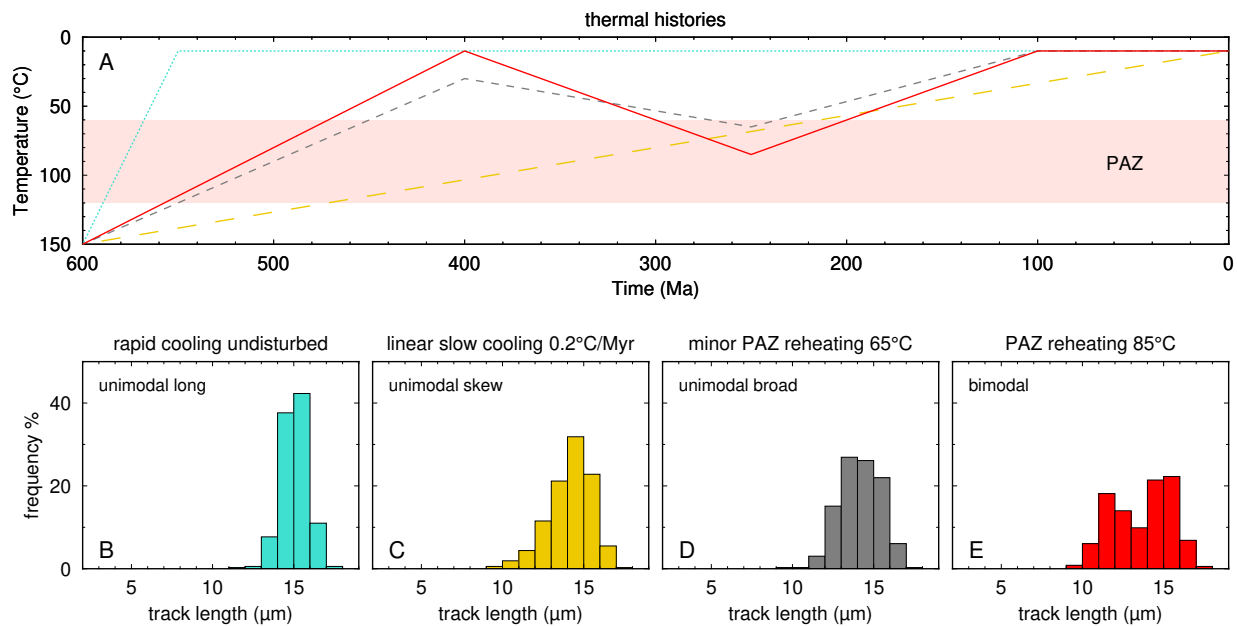 thermal histories
0
50
100
150
Temperature (°C)
A
PAZ
600
500
400
300
200
100
0
Time (Ma)
rapid cooling undisturbed
linear slow cooling 0.2°C/Myr
minor PAZ reheating 65°C
PAZ reheating 85°C
unimodal long
unimodal skew
unimodal broad
bimodal
40
20
0
frequency %
B
C
D
E
5
10
15
5
10
15
5
10
15
5
10
15
track length (µm)
track length (µm)
track length (µm)
track length (µm)